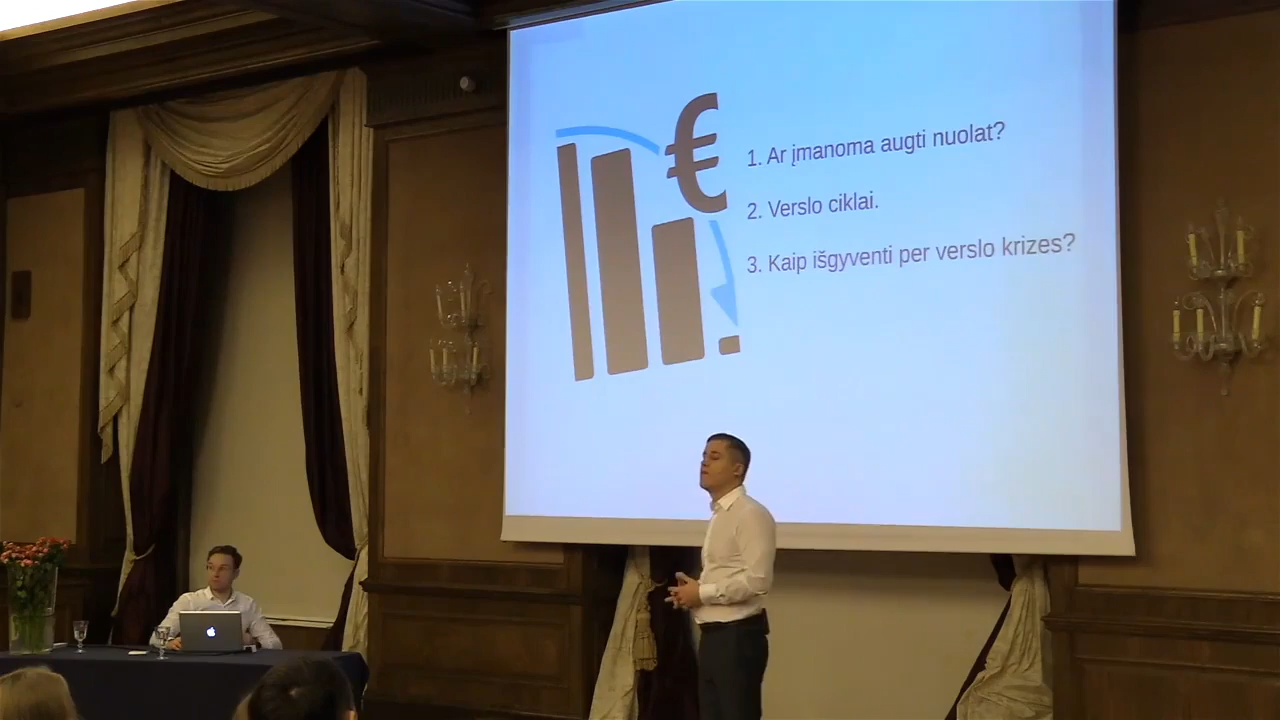 €
1. Ar įmanoma augti nuolat?
2. Verslo ciklai.
3. Kaip išgyventi per verslo krizes?